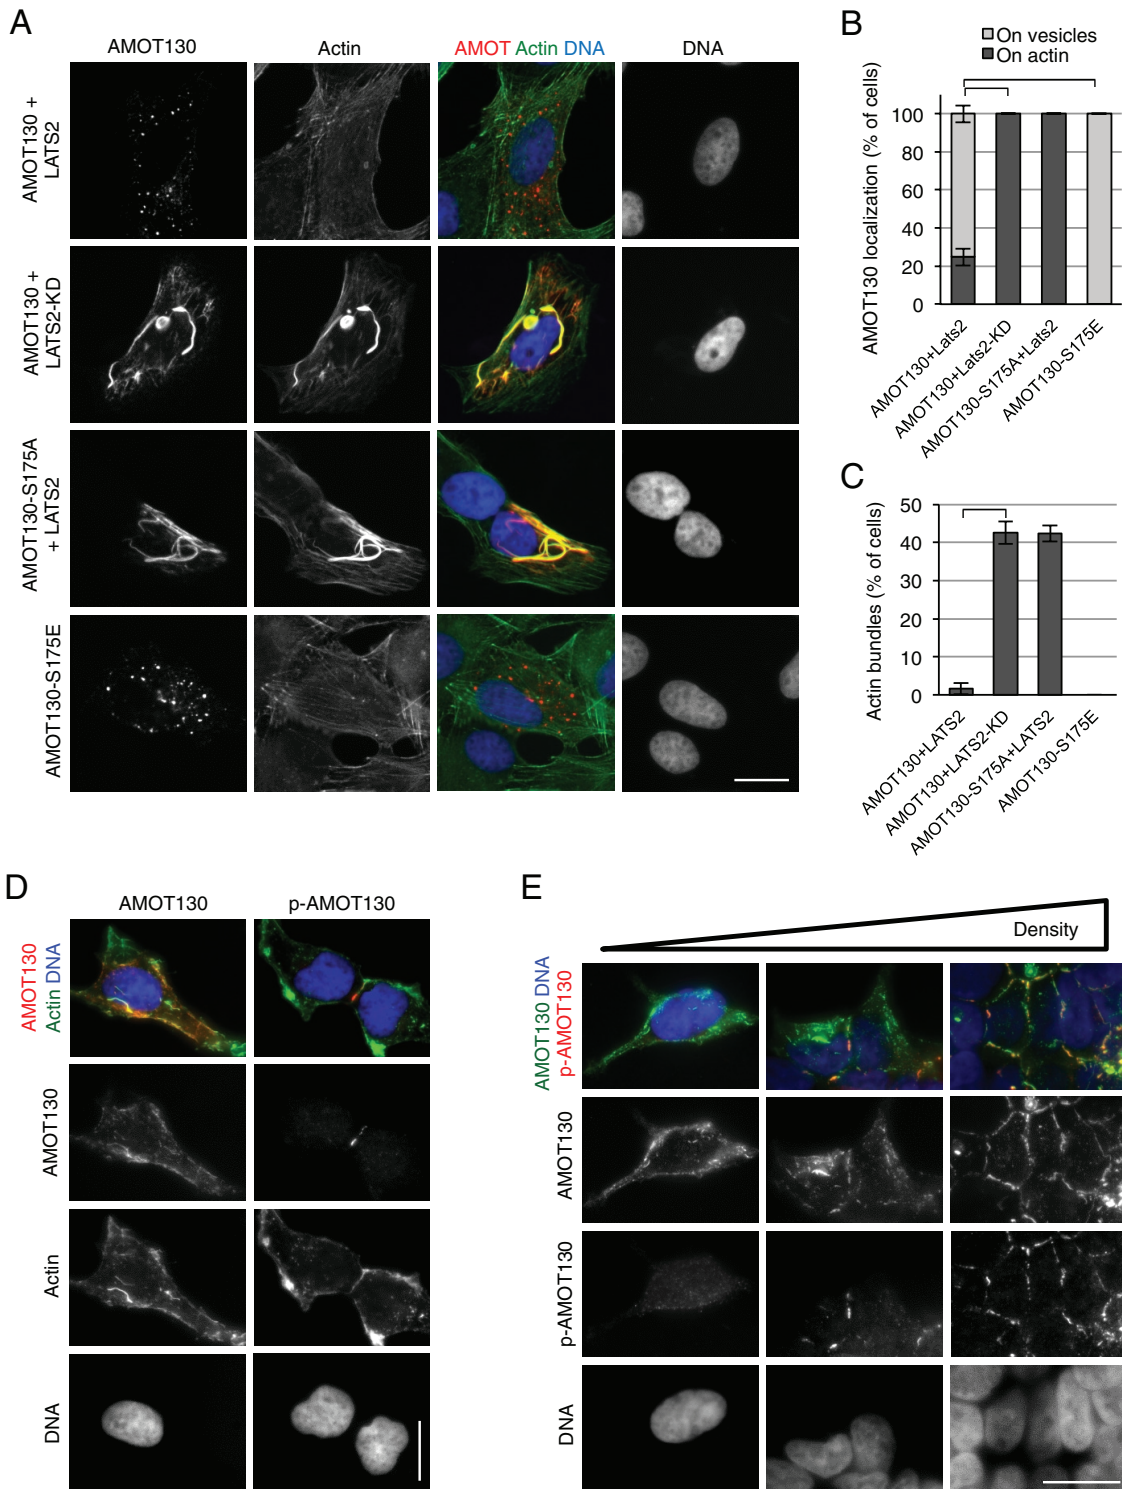 A
AMOT130
Actin
AMOT Actin DNA
DNA
AMOT130 +
LATS2
AMOT130 +
LATS2-KD
AMOT130-S175A
+ LATS2
AMOT130-S175E
B
On vesicles
On actin
AMOT130 localization (% of cells)
100
80
60
40
20
0
AMOT130+Lats2
AMOT130+Lats2-KD
AMOT130-S175A+Lats2
AMOT130-S175E
C
Actin bundles (% of cells)
50
40
30
20
10
0
AMOT130+LATS2
AMOT130+LATS2-KD
AMOT130-S175A+LATS2
AMOT130-S175E
D
AMOT130
p-AMOT130
AMOT130
Actin DNA
AMOT130
Actin
DNA
E
Density
AMOT130 DNA
p-AMOT130
AMOT130
p-AMOT130
DNA